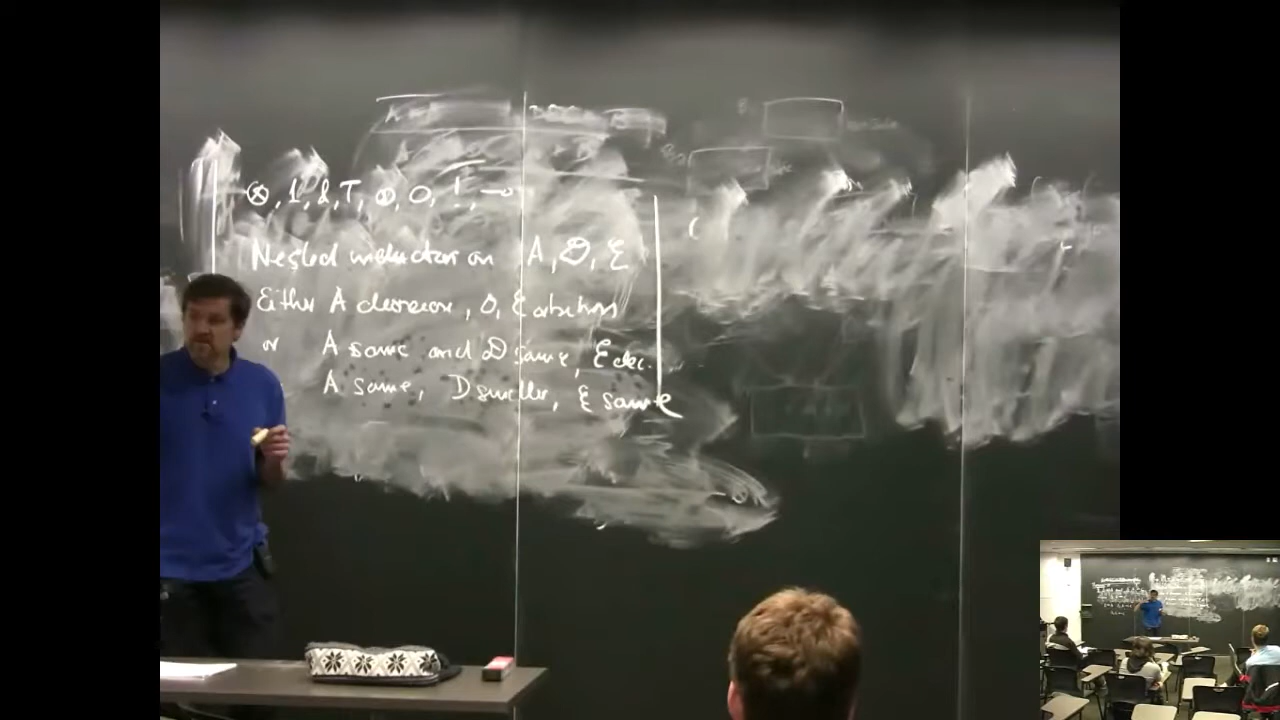 ⊗, 1, &, ⊤, ⊕, 0, !, ⊸
Nested induction on A, D, E
Either A decreases, D, E arbitrary
or A same and D same, E dec.
A same, D smaller, E same